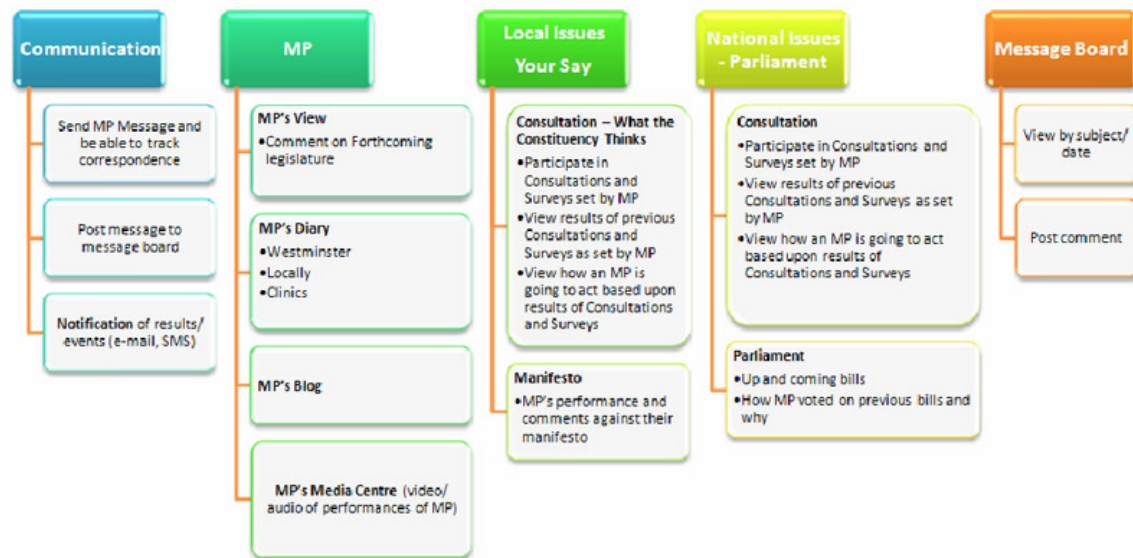 Communication
Send MP Message and
be able to track
correspondence
Post message to
message board
Notification of results/
events (e-mail, SMS)
MP
MP's View
•Comment on Forthcoming
legislature
MP's Diary
•Westminster
•Locally
•Clinics
MP's Blog
MP's Media Centre (video/
audio of performances of MP)
Local Issues
Your Say
Consultation – What the
Constituency Thinks
•Participate in
Consultations and
Surveys set by MP
•View results of previous
Consultations and
Surveys as set by MP
•View how an MP is
going to act based upon
results of Consultations
and Surveys
Manifesto
•MP's performance and
comments against their
manifesto
National Issues
- Parliament
Consultation
•Participate in Consultations and
Surveys set by MP
•View results of previous
Consultations and Surveys as set
by MP
•View how an MP is going to act
based upon results of
Consultations and Surveys
Parliament
•Up and coming bills
•How MP voted on previous bills and
why
Message Board
View by subject/
date
Post comment